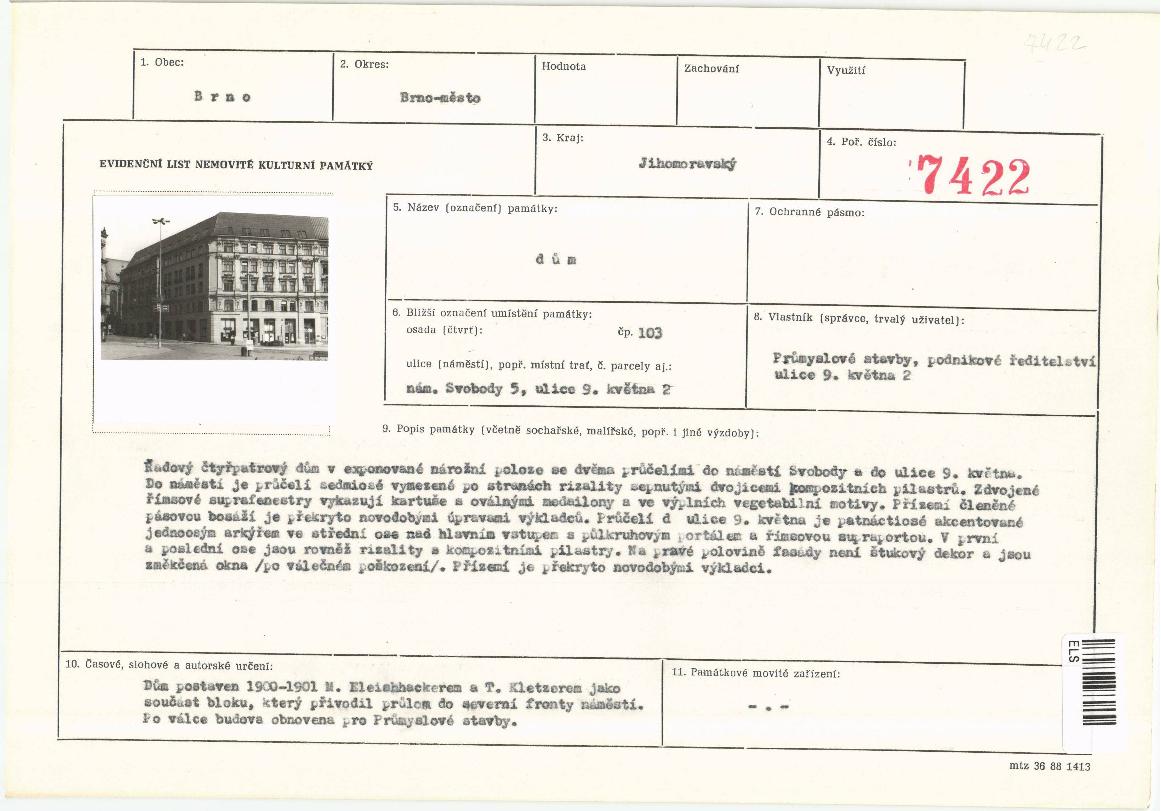 7422
1. Obec:
Brno
2. Okres:
Brno-město
Hodnota
Zachování
Využití
EVIDENČNÍ LIST NEMOVITÉ KULTURNÍ PAMÁTKY
3. Kraj:
Jihomoravský
4. Poř. číslo:
7422
5. Název (označení) památky:
dům
7. Ochranné pásmo:
6. Bližší označení umístění památky:
osada (čtvrť):
čp. 103
ulice (náměstí), popř. místní trať, č. parcely aj.:
nám. Svobody 5, ulice 9. května 2
8. Vlastník (správce, trvalý uživatel):
Průmyslové stavby, podnikové ředitelství
ulice 9. května 2
9. Popis památky (včetně sochařské, malířské, popř. i jiné výzdoby):
Řadový čtyřpatrový dům v exponované nárožní poloze se dvěma průčelími do náměstí Svobody a do ulice 9. května.
Do náměstí je průčelí sedmiosé vymezené po stranách rizality sepnutými dvojicemi kompozitních pilastrů. Zdvojené
římsové suprafenestry vykazují kartuše s oválnými medailony a ve výplních vegetabilní motivy. Přízemí členěné
pásovou bosáží je překryto novodobými úpravami výkladců. Průčelí d ulice 9. května je patnáctiosé akcentované
jednoosým arkýřem ve střední ose nad hlavním vstupem s půlkruhovým portálem a římsovou supraportou. V první
a poslední ose jsou rovněž rizality s kompozitními pilastry. Na pravé polovině fasády není štukový dekor a jsou
změkčená okna /po válečném poškození/. Přízemí je překryto novodobými výkladci.
10. Časové, slohové a autorské určení:
Dům postaven 1900-1901 M. Eleishhackerem a T. Kletzerem jako
součást bloku, který přivodil průlom do severní fronty náměstí.
Po válce budova obnovena pro Průmyslové stavby.
11. Památkové movité zařízení:
- . -
ELS
mtz 36 88 1413